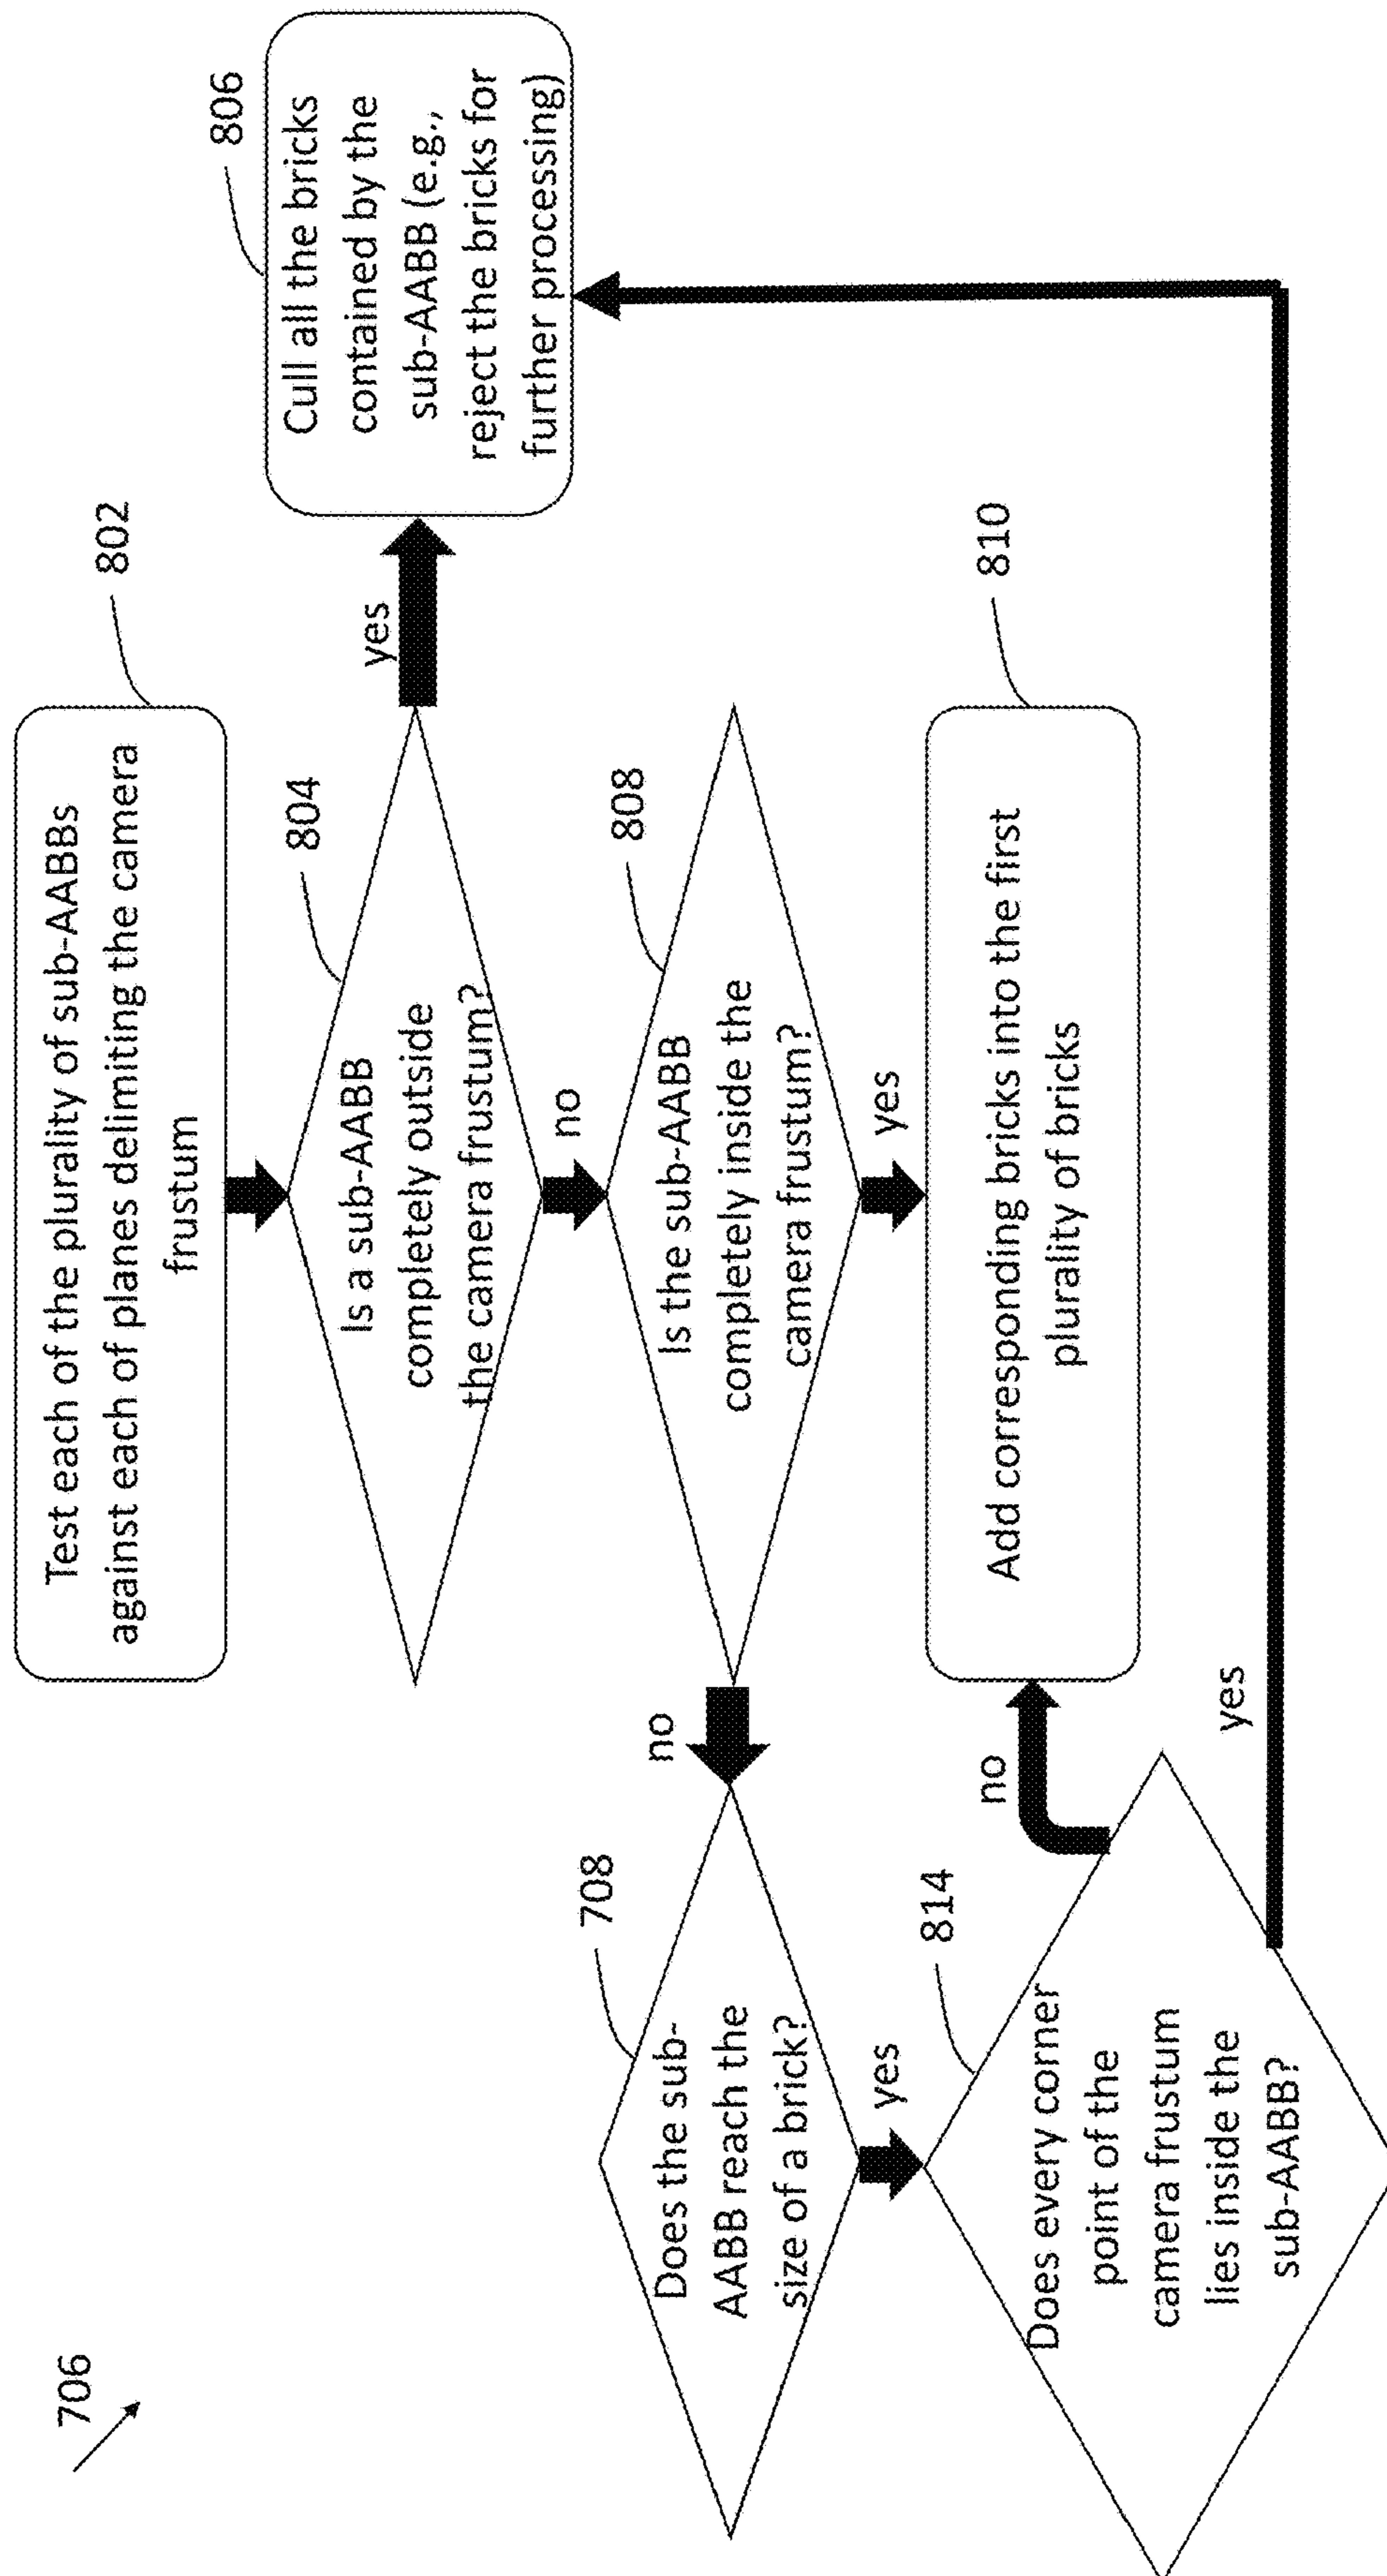 706
802
Test each of the plurality of sub-AABBs
against each of planes delimiting the camera
frustum
804
Is a sub-AABB
completely outside
the camera frustum?
yes
806
Cull all the bricks
contained by the
sub-AABB (e.g.,
reject the bricks for
further processing)
no
808
Is the sub-AABB
completely inside the
camera frustum?
no
708
Does the sub-
AABB reach the
size of a brick?
yes
810
Add corresponding bricks into the first
plurality of bricks
yes
814
Does every corner
point of the
camera frustum
lies inside the
sub-AABB?
no
yes